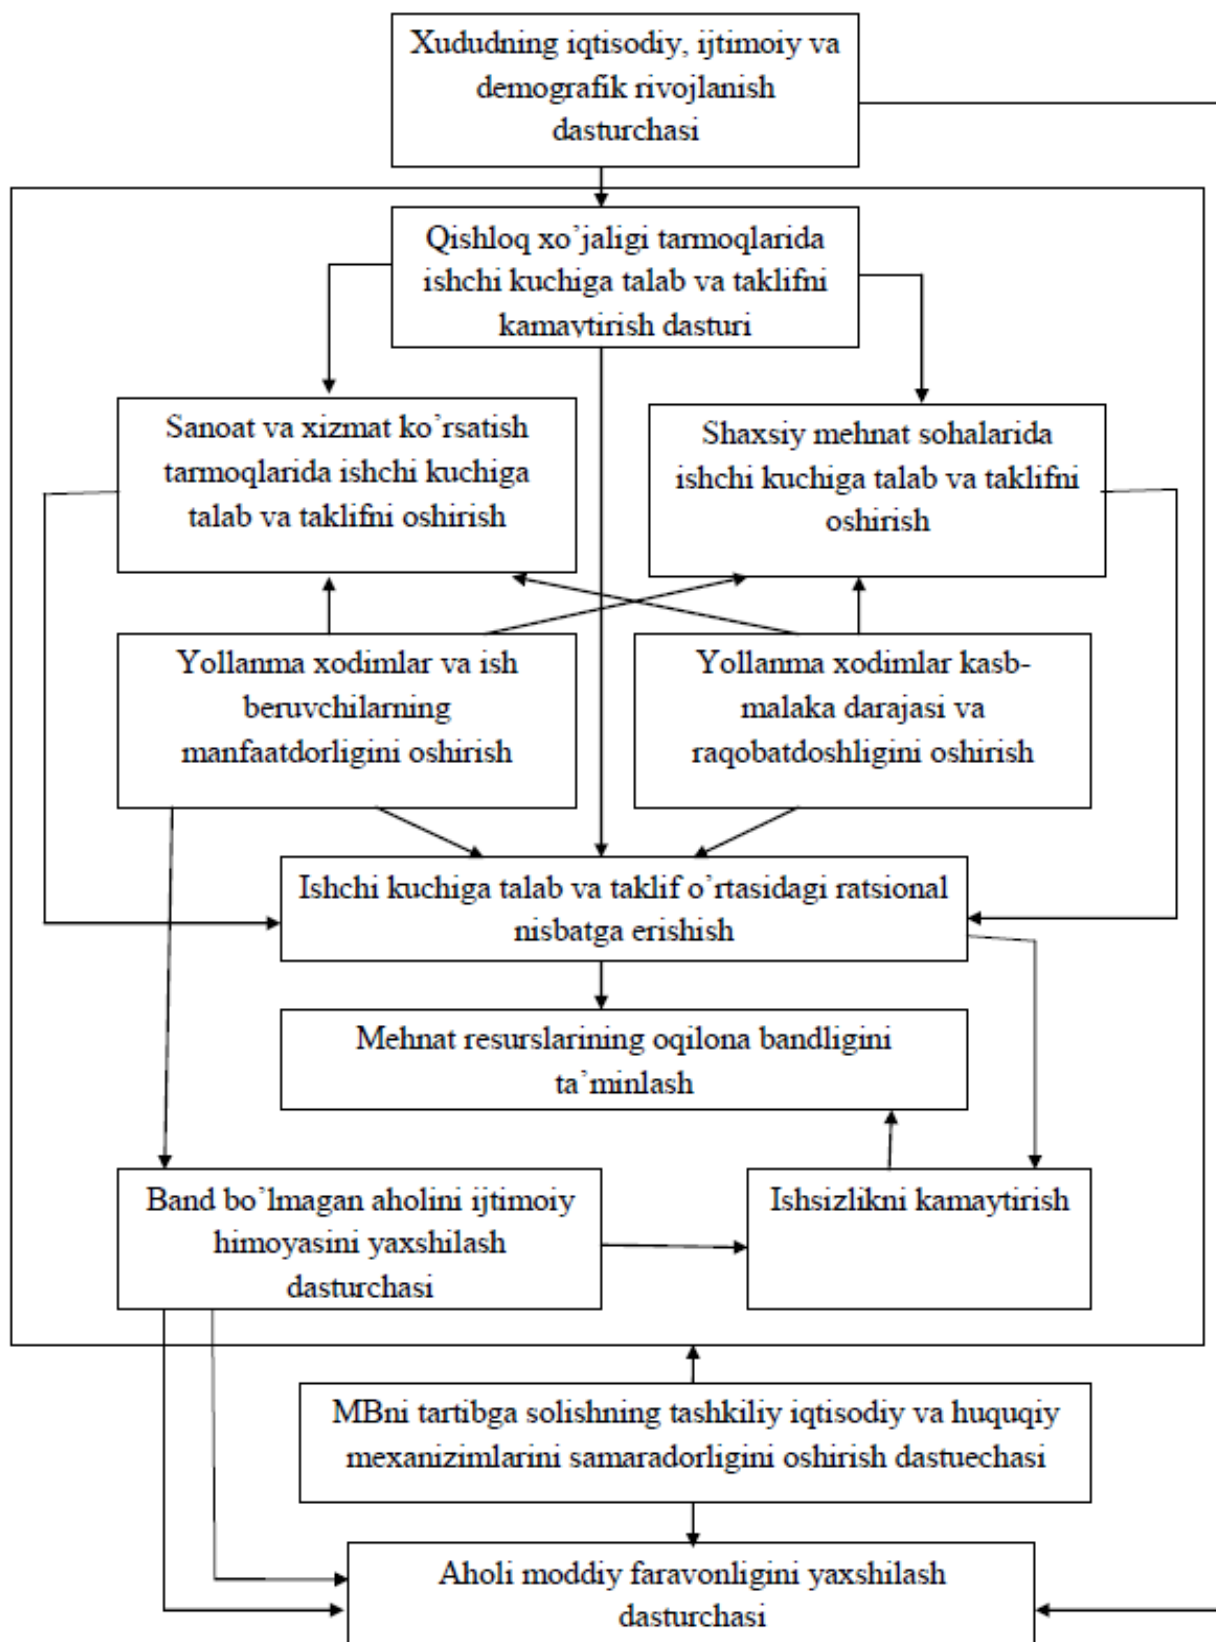 Xududning iqtisodiy, ijtimoiy va
demografik rivojlanish
dasturchasi
Qishloq xo’jaligi tarmoqlarida
ishchi kuchiga talab va taklifni
kamaytirish dasturi
Sanoat va xizmat ko’rsatish
tarmoqlarida ishchi kuchiga
talab va taklifni oshirish
Shaxsiy mehnat sohalarida
ishchi kuchiga talab va taklifni
oshirish
Yollanma xodimlar va ish
beruvchilarning
manfaatdorligini oshirish
Yollanma xodimlar kasb-
malaka darajasi va
raqobatdoshligini oshirish
Ishchi kuchiga talab va taklif o’rtasidagi ratsional
nisbatga erishish
Mehnat resurslarining oqilona bandligini
ta’minlash
Band bo’lmagan aholini ijtimoiy
himoyasini yaxshilash
dasturchasi
Ishsizlikni kamaytirish
MBni tartibga solishning tashkiliy iqtisodiy va huquqiy
mexanizimlarini samaradorligini oshirish dastuechasi
Aholi moddiy faravonligini yaxshilash
dasturchasi